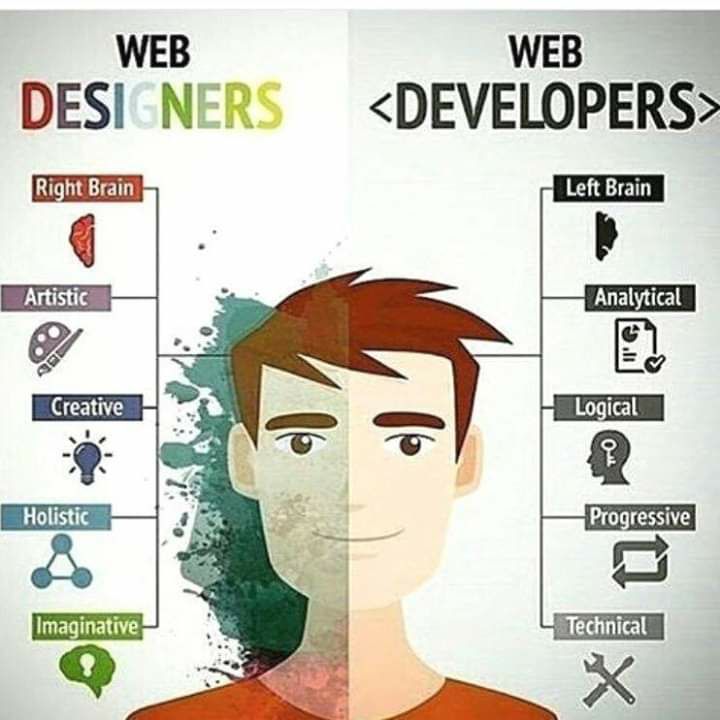 WEB
DESIGNERS
Right Brain
Artistic
Creative
Holistic
Imaginative
WEB
<DEVELOPERS>
Left Brain
Analytical
Logical
Progressive
Technical